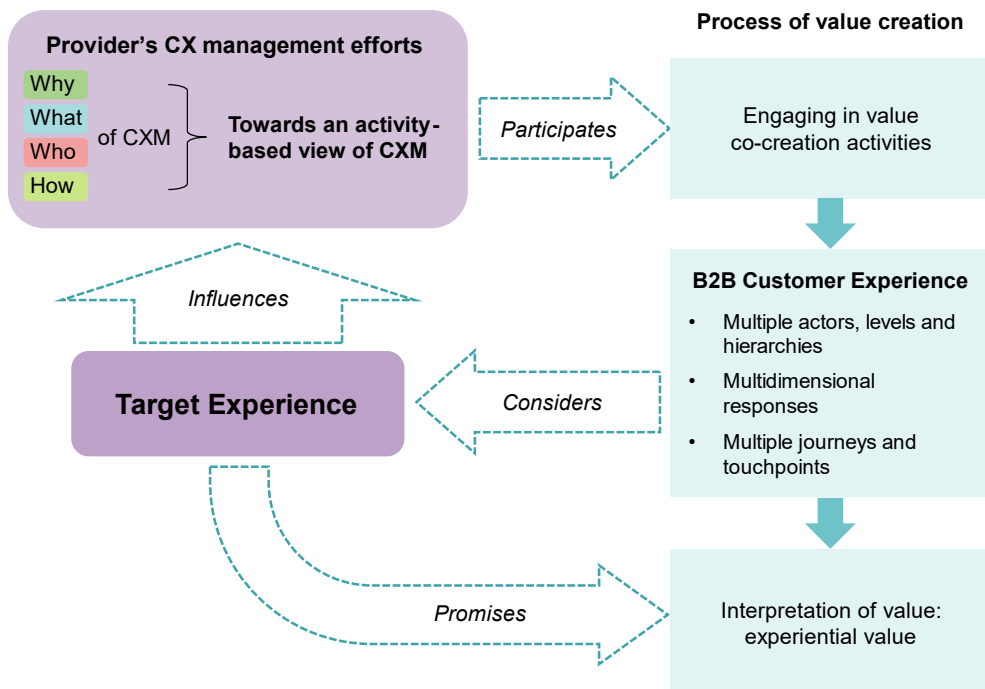 Provider’s CX management efforts
Why
What
Who
How
of CXM
Towards an activity-
based view of CXM
Participates
Process of value creation
Engaging in value
co-creation activities
Influences
B2B Customer Experience
• Multiple actors, levels and
hierarchies
• Multidimensional
responses
• Multiple journeys and
touchpoints
Target Experience
Considers
Promises
Interpretation of value:
experiential value